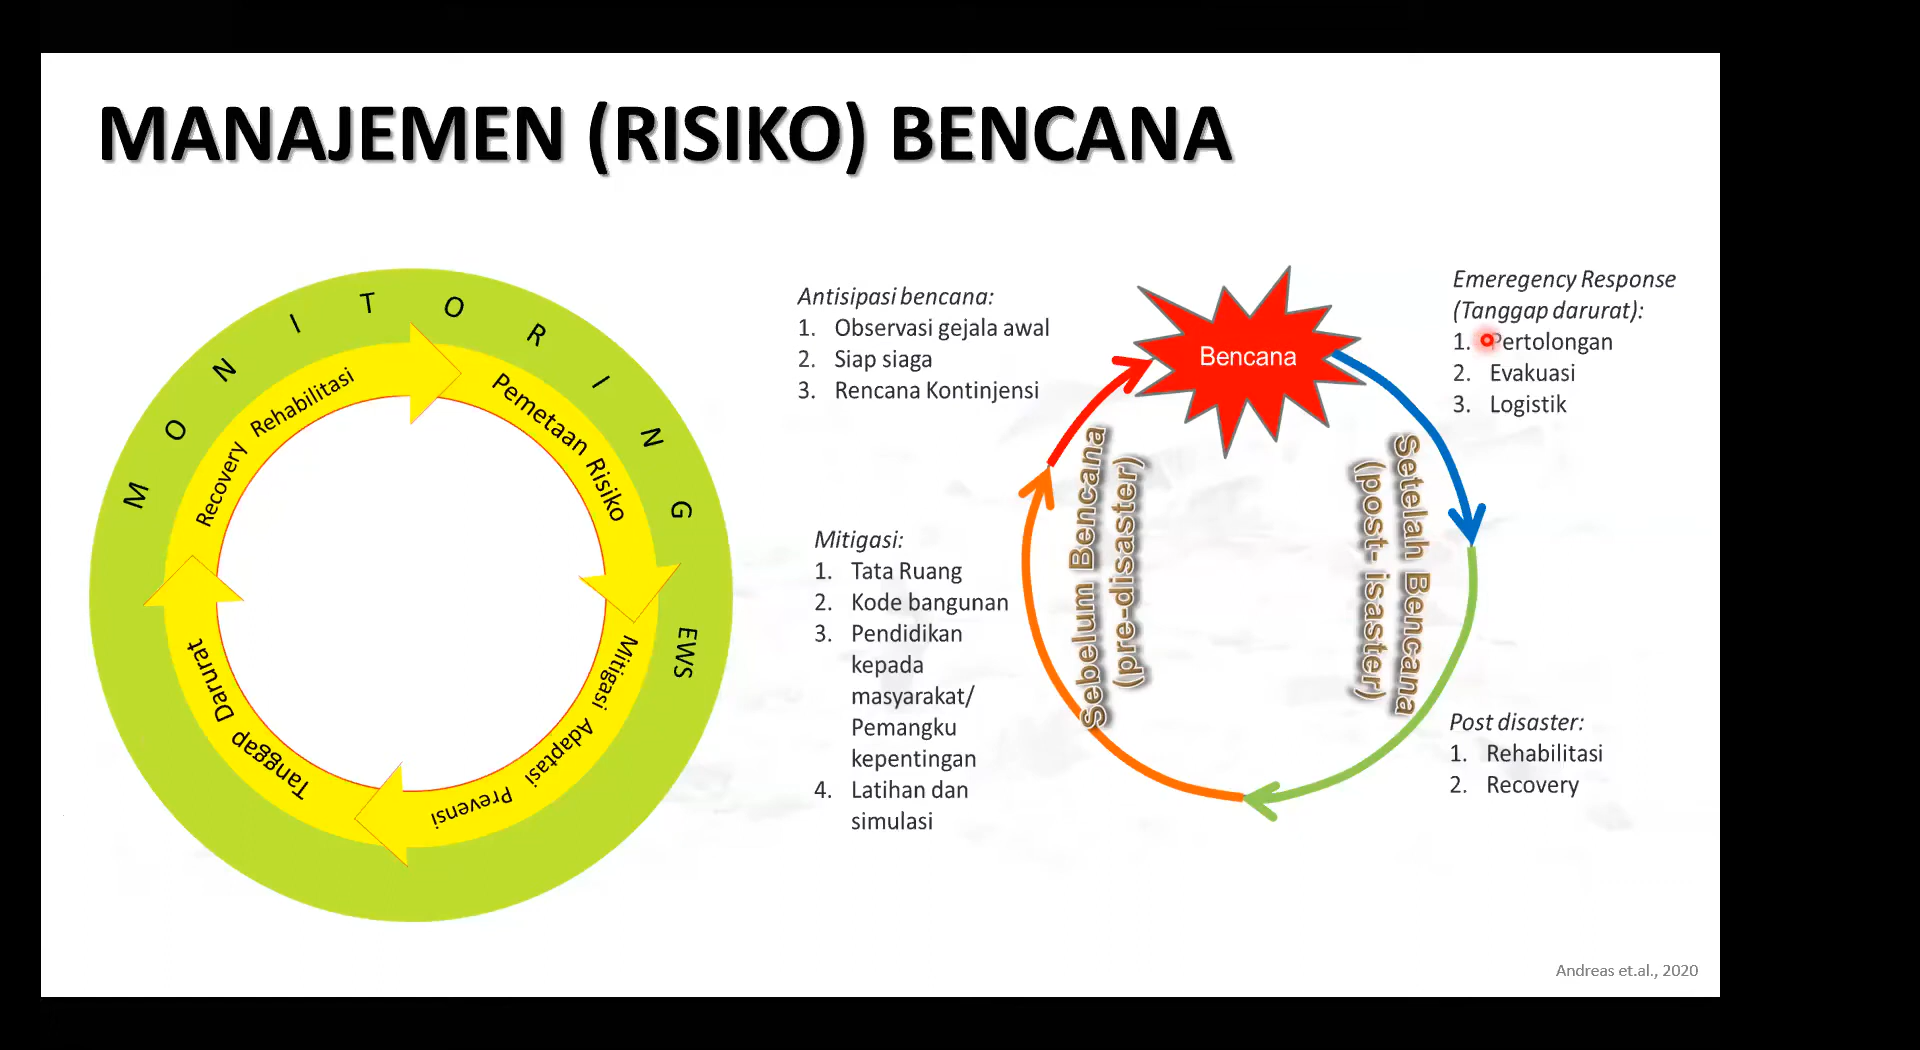 MANAJEMEN (RISIKO) BENCANA
MONITORING
EWS
Recovery Rehabilitasi
Pemetaan Risiko
Mitigasi Adaptasi Prevensi
Tanggap Darurat
Antisipasi bencana:
1. Observasi gejala awal
2. Siap siaga
3. Rencana Kontinjensi
Mitigasi:
1. Tata Ruang
2. Kode bangunan
3. Pendidikan
kepada
masyarakat/
Pemangku
kepentingan
4. Latihan dan
simulasi
Bencana
Sebelum Bencana
(pre-disaster)
Setelah Bencana
(post- isaster)
Emeregency Response
(Tanggap darurat):
1. Pertolongan
2. Evakuasi
3. Logistik
Post disaster:
1. Rehabilitasi
2. Recovery
Andreas et.al., 2020